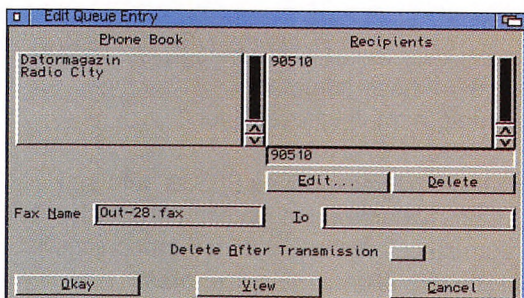 Edit Queue Entry
Phone Book
Recipients
Datormagazin
Radio City
90510
90510
Edit...
Delete
Fax Name
Out-28.fax
To
Delete After Transmission
Okay
View
Cancel